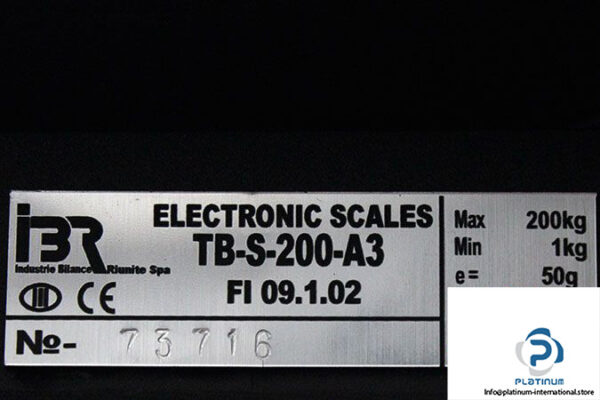 iBR
Industrie Bilance Riunite Spa
ELECTRONIC SCALES
TB-S-200-A3
FI 09.1.02
CE
Max 200kg
Min 1kg
e= 50g
No- 73716
PLATINUM
Info@platinum-international.store